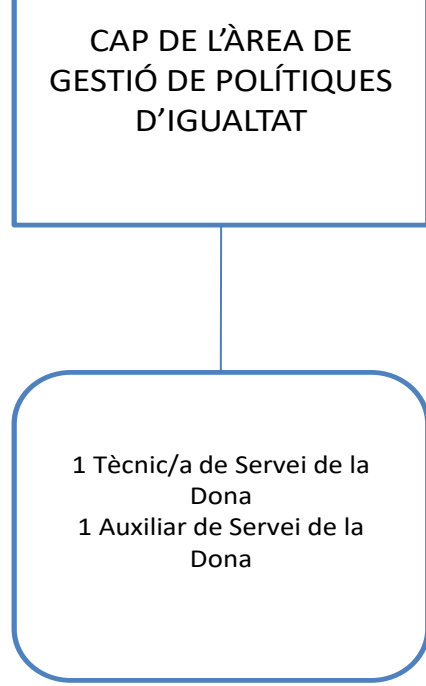 CAP DE L’ÀREA DE
GESTIÓ DE POLÍTIQUES
D’IGUALTAT
1 Tècnic/a de Servei de la
Dona
1 Auxiliar de Servei de la
Dona